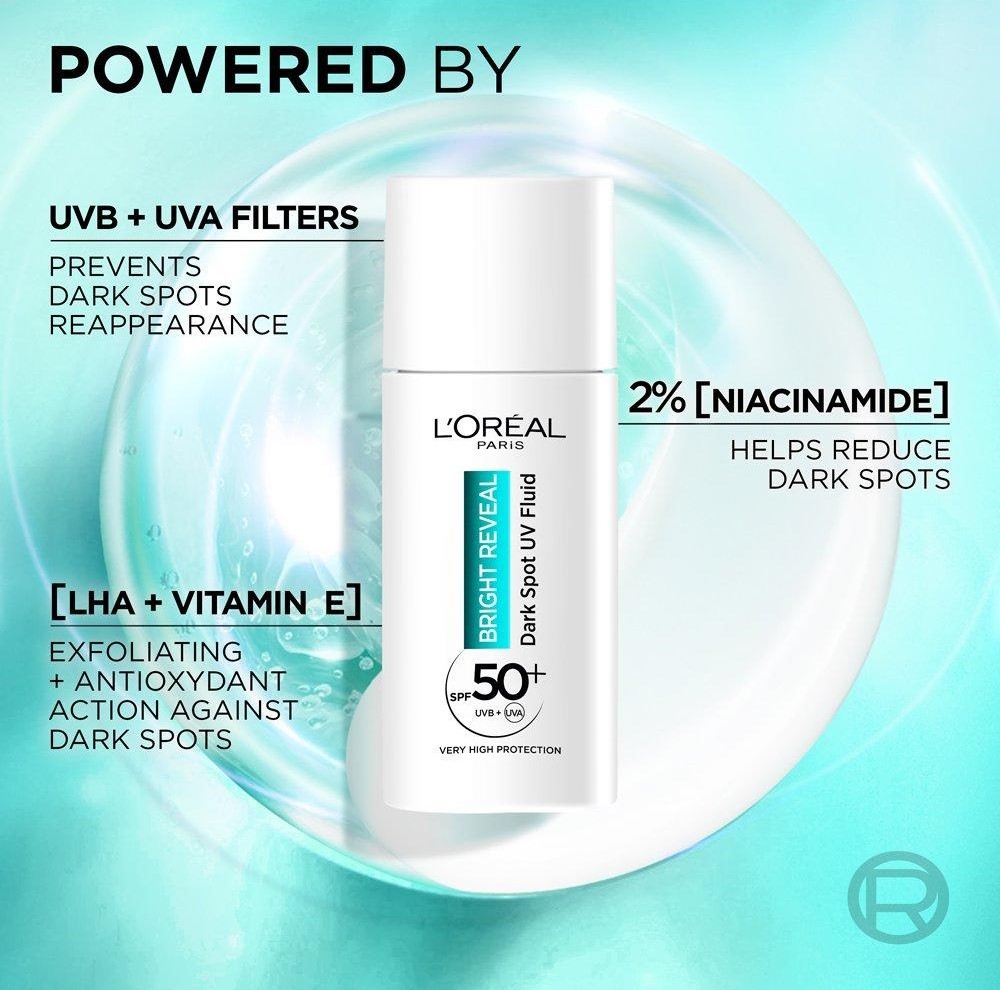 POWERED BY
UVB + UVA FILTERS
PREVENTS
DARK SPOTS
REAPPEARANCE
2% [NIACINAMIDE]
HELPS REDUCE
DARK SPOTS
L'ORÉAL
PARIS
BRIGHT REVEAL
Dark Spot UV Fluid
SPF 50+
UVB + UVA
VERY HIGH PROTECTION
[LHA + VITAMIN E]
EXFOLIATING
+ ANTIOXYDANT
ACTION AGAINST
DARK SPOTS
R